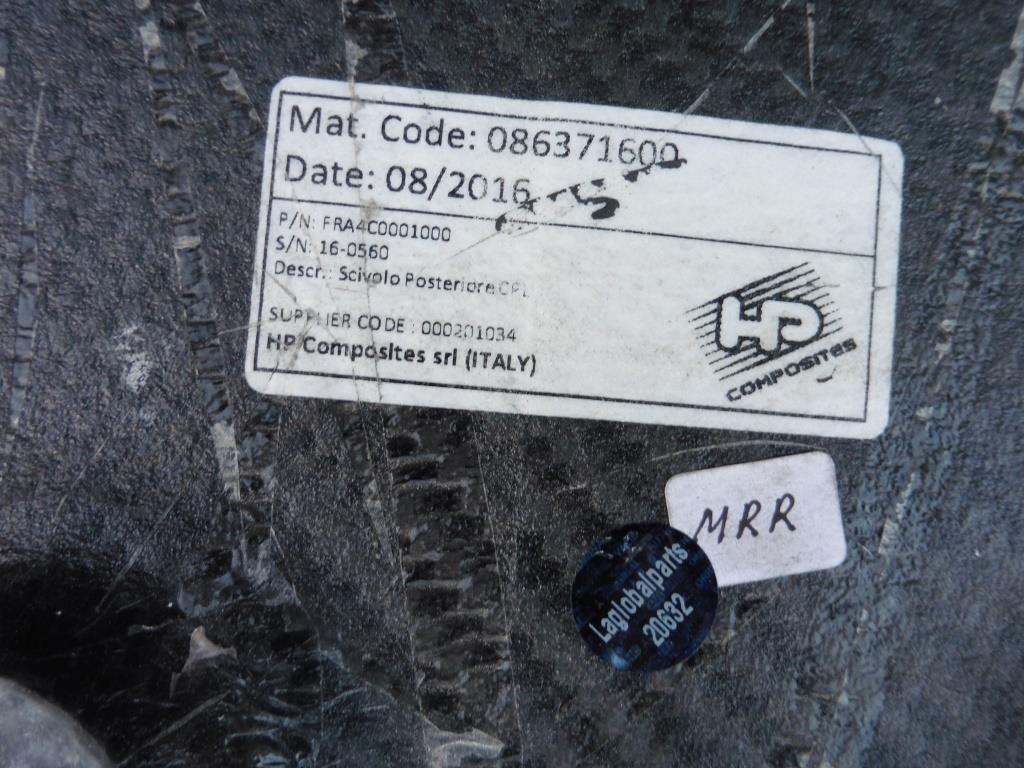 Mat. Code: 086371600
Date: 08/2016
P/N: FRA4C0001000
S/N: 16-0560
Descr.: Scivolo Posteriore CPL
SUPPLIER CODE : 000201034
HP Composites srl (ITALY)
HP
COMPOSITES
MRR
Laglobalparts
20632